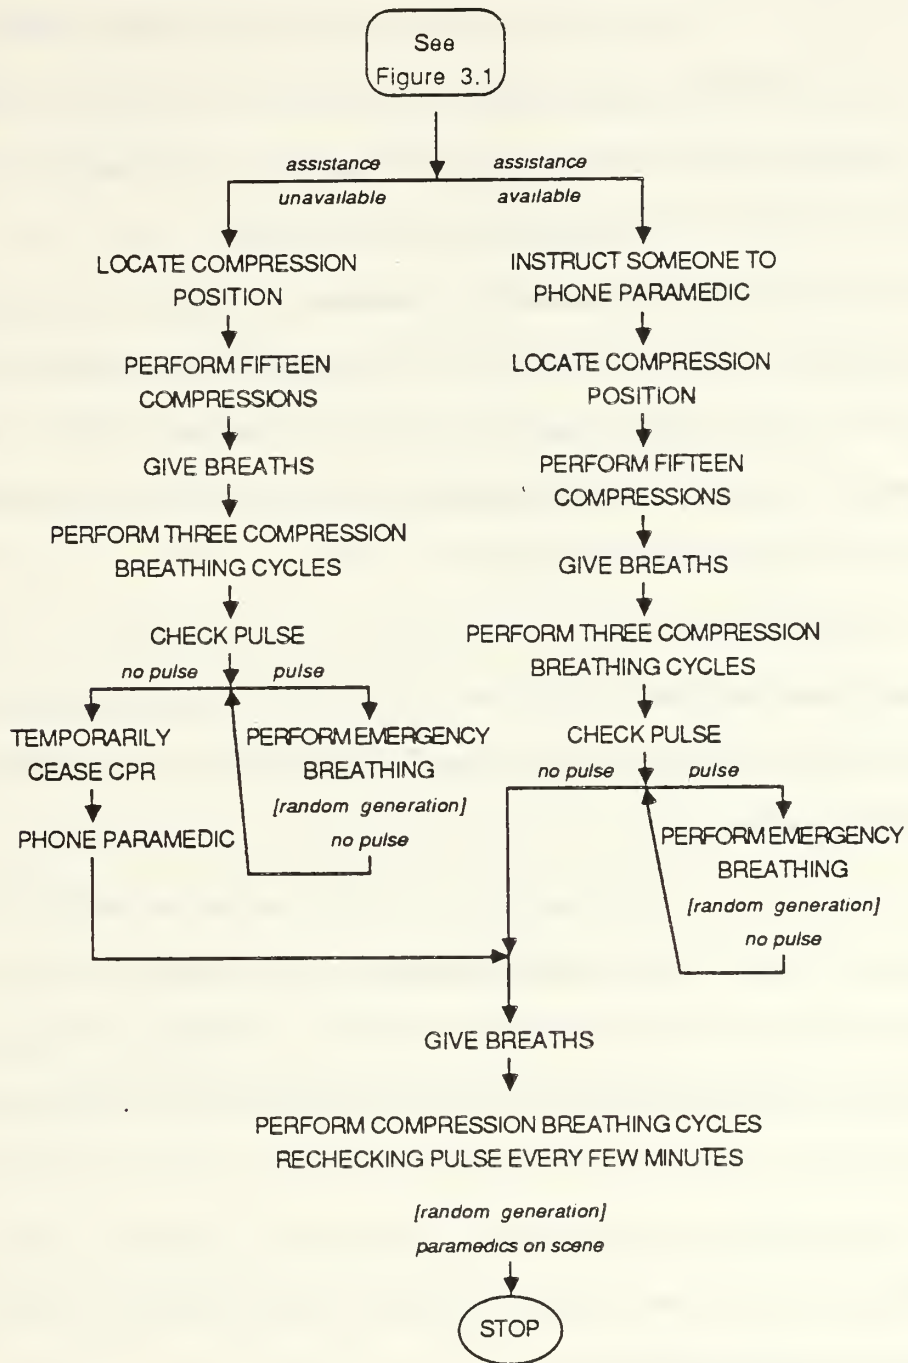 See
Figure 3.1
assistance
unavailable
assistance
available
LOCATE COMPRESSION
POSITION
PERFORM FIFTEEN
COMPRESSIONS
GIVE BREATHS
PERFORM THREE COMPRESSION
BREATHING CYCLES
CHECK PULSE
no pulse
pulse
TEMPORARILY
CEASE CPR
PHONE PARAMEDIC
PERFORM EMERGENCY
BREATHING
[random generation]
no pulse
INSTRUCT SOMEONE TO
PHONE PARAMEDIC
LOCATE COMPRESSION
POSITION
PERFORM FIFTEEN
COMPRESSIONS
GIVE BREATHS
PERFORM THREE COMPRESSION
BREATHING CYCLES
CHECK PULSE
no pulse
pulse
PERFORM EMERGENCY
BREATHING
[random generation]
no pulse
GIVE BREATHS
PERFORM COMPRESSION BREATHING CYCLES
RECHECKING PULSE EVERY FEW MINUTES
[random generation]
paramedics on scene
STOP